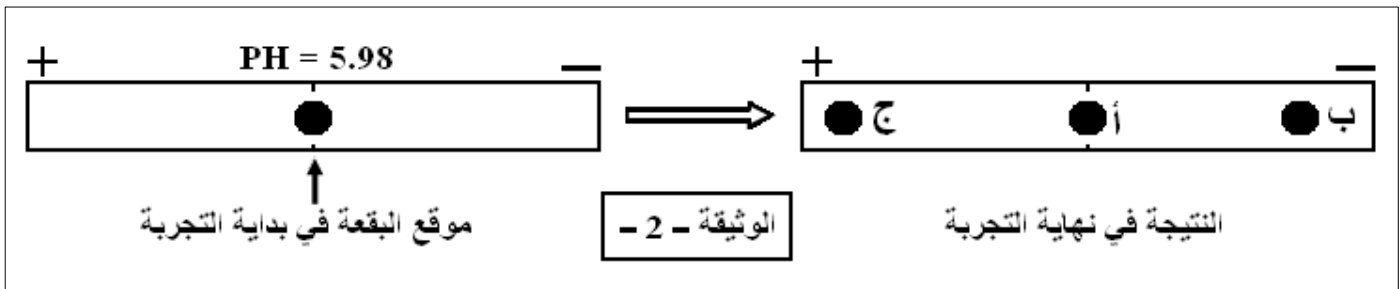 + PH = 5.98 −
+ −
ج أ ب
موقع البقعة في بداية التجربة
الوثيقة – 2 –
النتيجة في نهاية التجربة